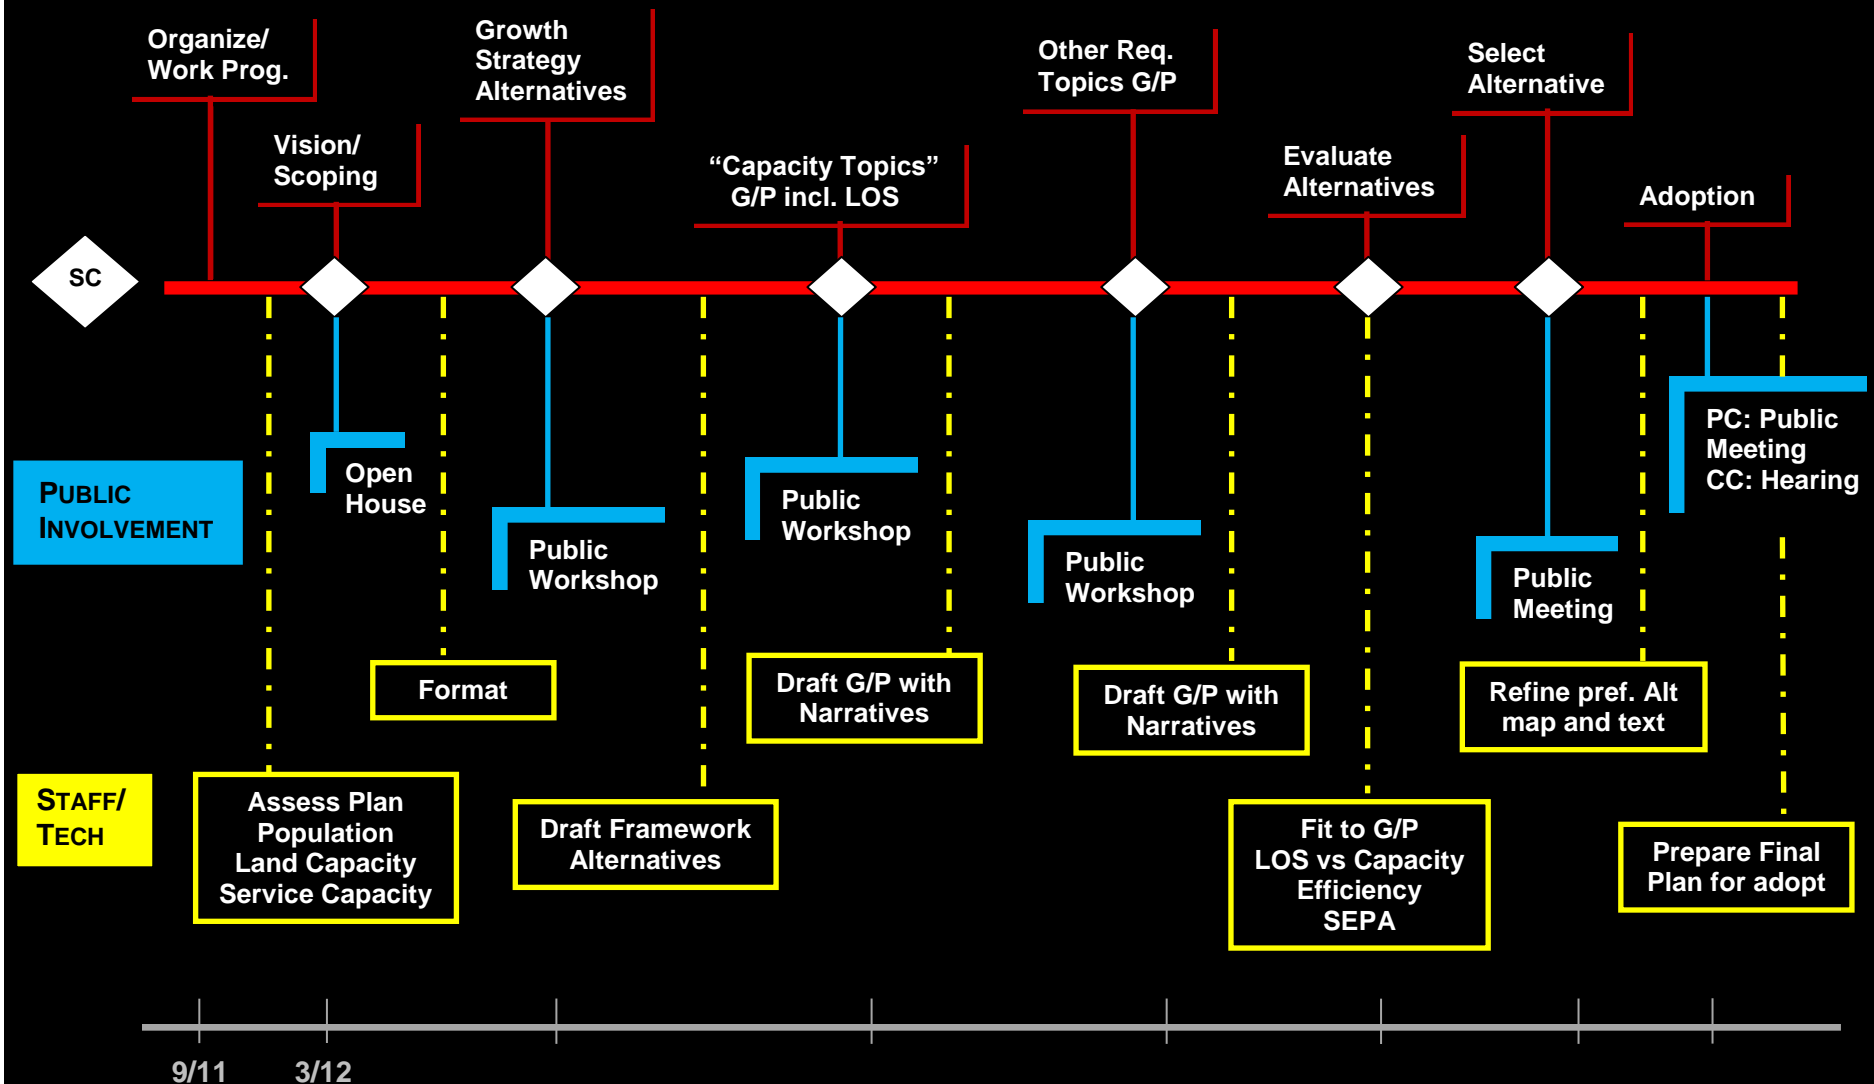 Organize/
Work Prog.
Growth
Strategy
Alternatives
Other Req.
Topics G/P
Select
Alternative
Vision/
Scoping
“Capacity Topics”
G/P incl. LOS
Evaluate
Alternatives
Adoption
SC
PUBLIC
INVOLVEMENT
Open
House
Public
Workshop
Public
Workshop
Public
Workshop
Public
Meeting
PC: Public
Meeting
CC: Hearing
STAFF/
TECH
Assess Plan
Population
Land Capacity
Service Capacity
Format
Draft Framework
Alternatives
Draft G/P with
Narratives
Draft G/P with
Narratives
Fit to G/P
LOS vs Capacity
Efficiency
SEPA
Refine pref. Alt
map and text
Prepare Final
Plan for adopt
9/11
3/12